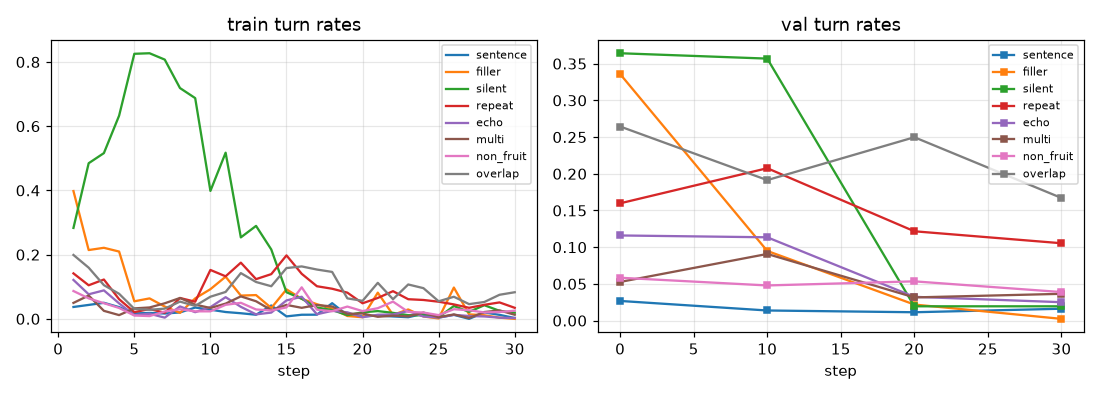 train turn rates
0.8
0.6
0.4
0.2
0.0
0
5
10
15
20
25
30
step
sentence
filler
silent
repeat
echo
multi
non_fruit
overlap
val turn rates
0.35
0.30
0.25
0.20
0.15
0.10
0.05
0.00
0
5
10
15
20
25
30
step
sentence
filler
silent
repeat
echo
multi
non_fruit
overlap